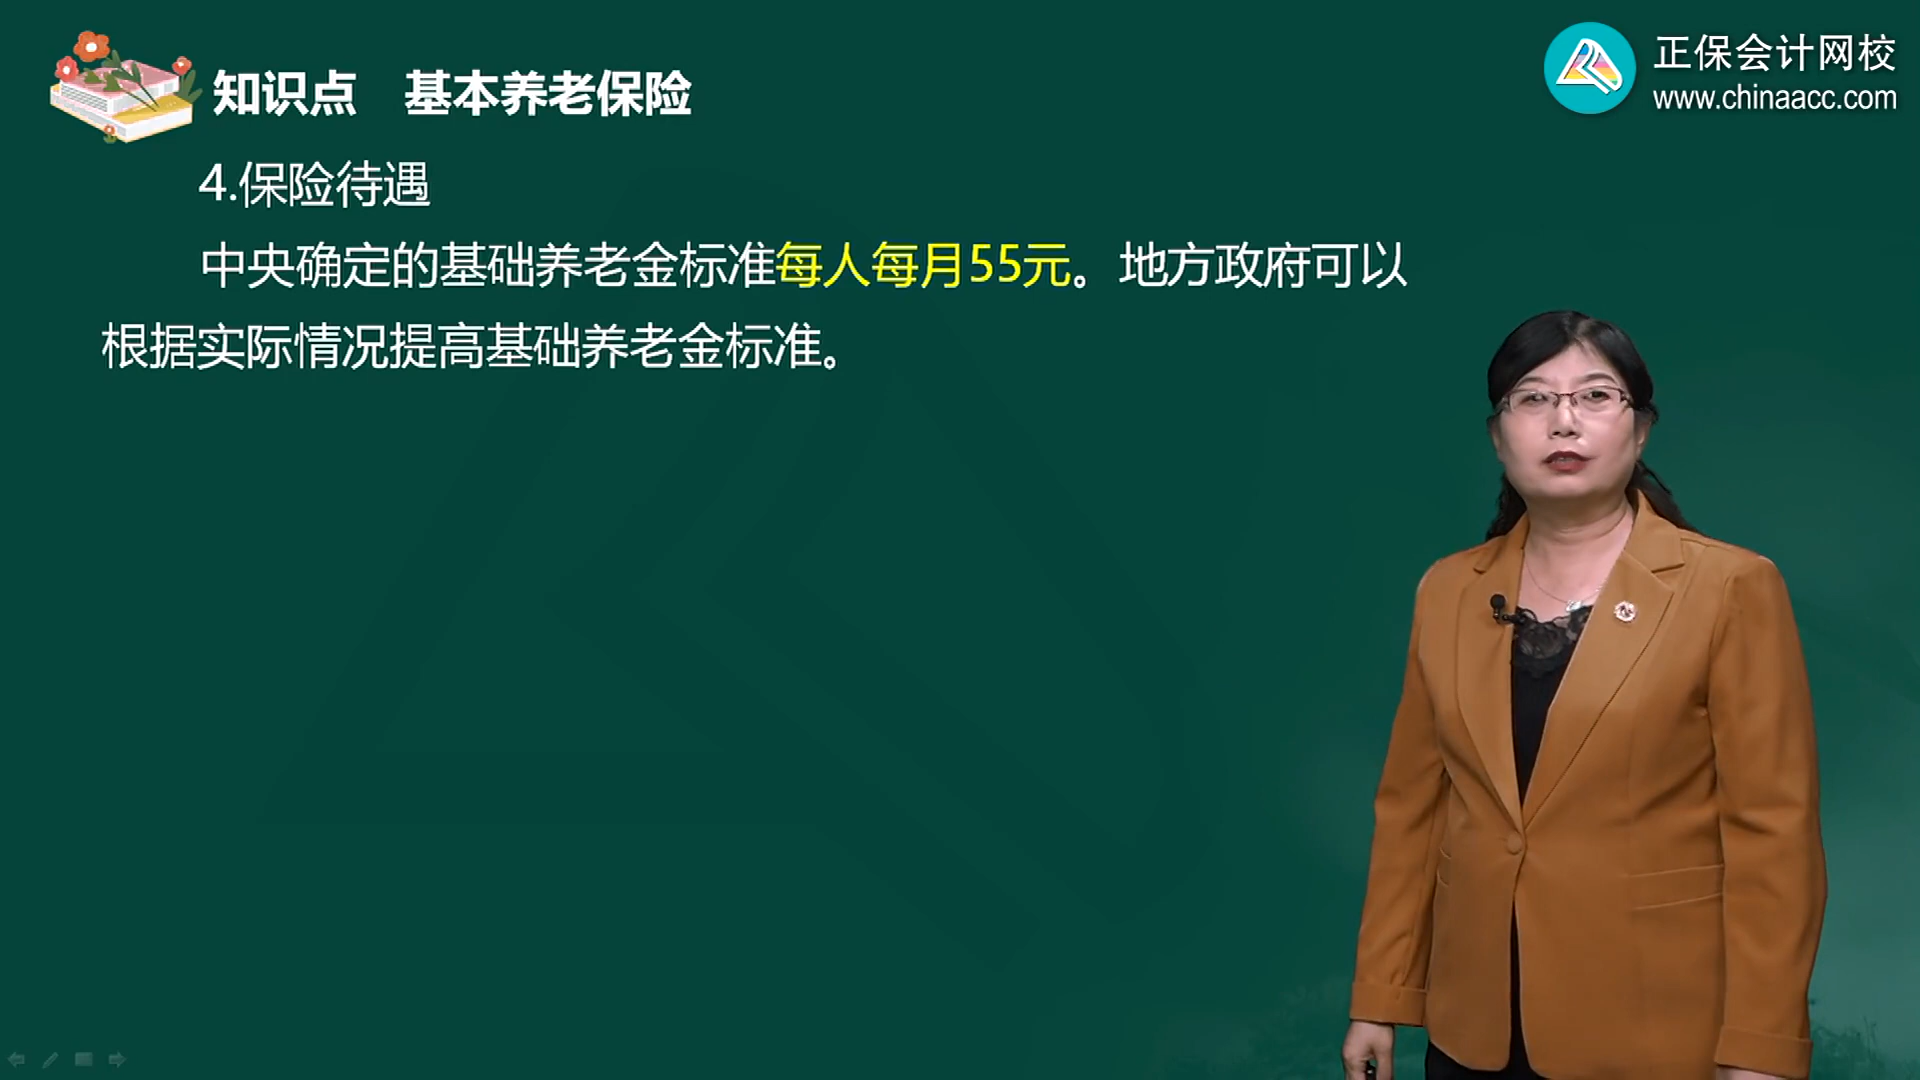 正保会计网校
www.chinaacc.com
知识点 基本养老保险
4.保险待遇
中央确定的基础养老金标准每人每月55元。地方政府可以
根据实际情况提高基础养老金标准。